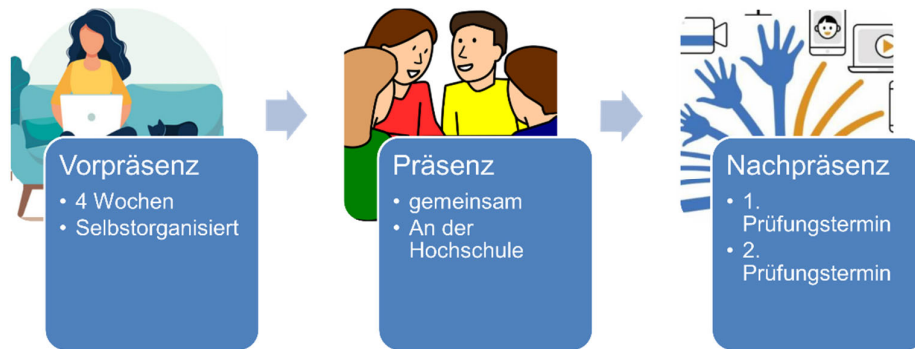 Vorpräsenz
• 4 Wochen
• Selbstorganisiert
Präsenz
• gemeinsam
• An der
Hochschule
Nachpräsenz
• 1.
Prüfungstermin
• 2.
Prüfungstermin